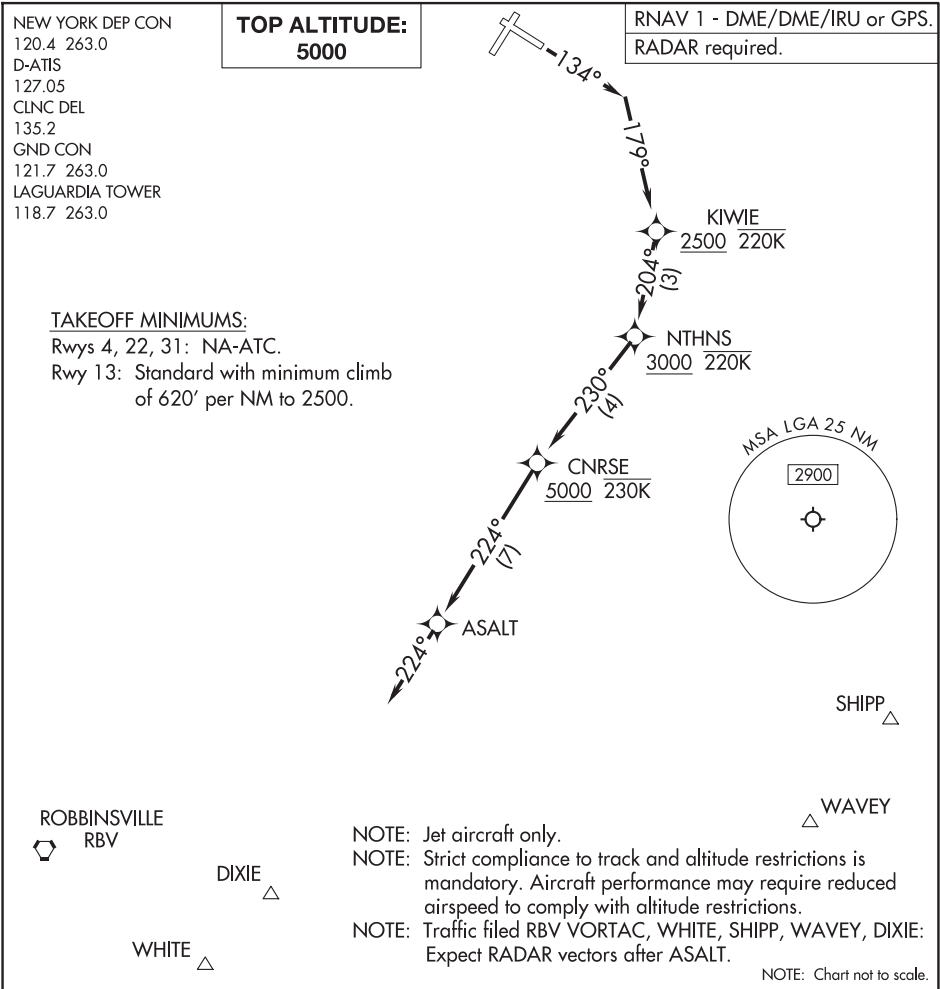 NEW YORK DEP CON
120.4 263.0
D-ATIS
127.05
CLNC DEL
135.2
GND CON
121.7 263.0
LAGUARDIA TOWER
118.7 263.0
TOP ALTITUDE:
5000
RNAV 1 - DME/DME/IRU or GPS.
RADAR required.
134°
179°
KIWIE
2500 220K
204°
(3)
NTHNS
3000 220K
TAKEOFF MINIMUMS:
Rwys 4, 22, 31: NA-ATC.
Rwy 13: Standard with minimum climb
of 620' per NM to 2500.
230°
(4)
CNRSE
5000 230K
MSA LGA 25 NM
2900
224°
(7)
ASALT
224°
SHIPP
WAVEY
ROBBINSVILLE
RBV
DIXIE
WHITE
NOTE: Jet aircraft only.
NOTE: Strict compliance to track and altitude restrictions is
mandatory. Aircraft performance may require reduced
airspeed to comply with altitude restrictions.
NOTE: Traffic filed RBV VORTAC, WHITE, SHIPP, WAVEY, DIXIE:
Expect RADAR vectors after ASALT.
NOTE: Chart not to scale.